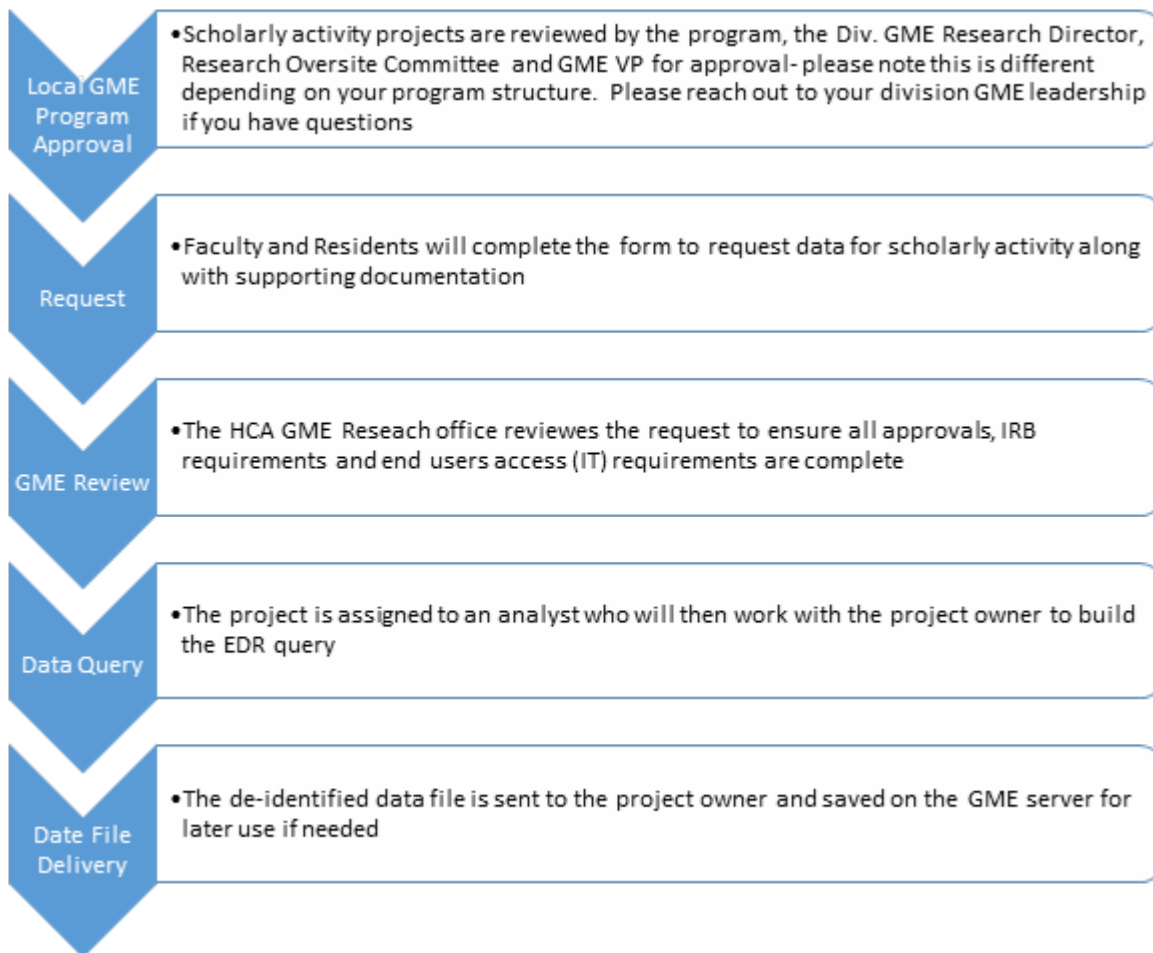 Local GME
Program
Approval
•Scholarly activity projects are reviewed by the program, the Div. GME Research Director,
Research Oversite Committee and GME VP for approval- please note this is different
depending on your program structure. Please reach out to your division GME leadership
if you have questions
Request
•Faculty and Residents will complete the form to request data for scholarly activity along
with supporting documentation
GME Review
•The HCA GME Reseach office reviewes the request to ensure all approvals, IRB
requirements and end users access (IT) requirements are complete
Data Query
•The project is assigned to an analyst who will then work with the project owner to build
the EDR query
Date File
Delivery
•The de-identified data file is sent to the project owner and saved on the GME server for
later use if needed